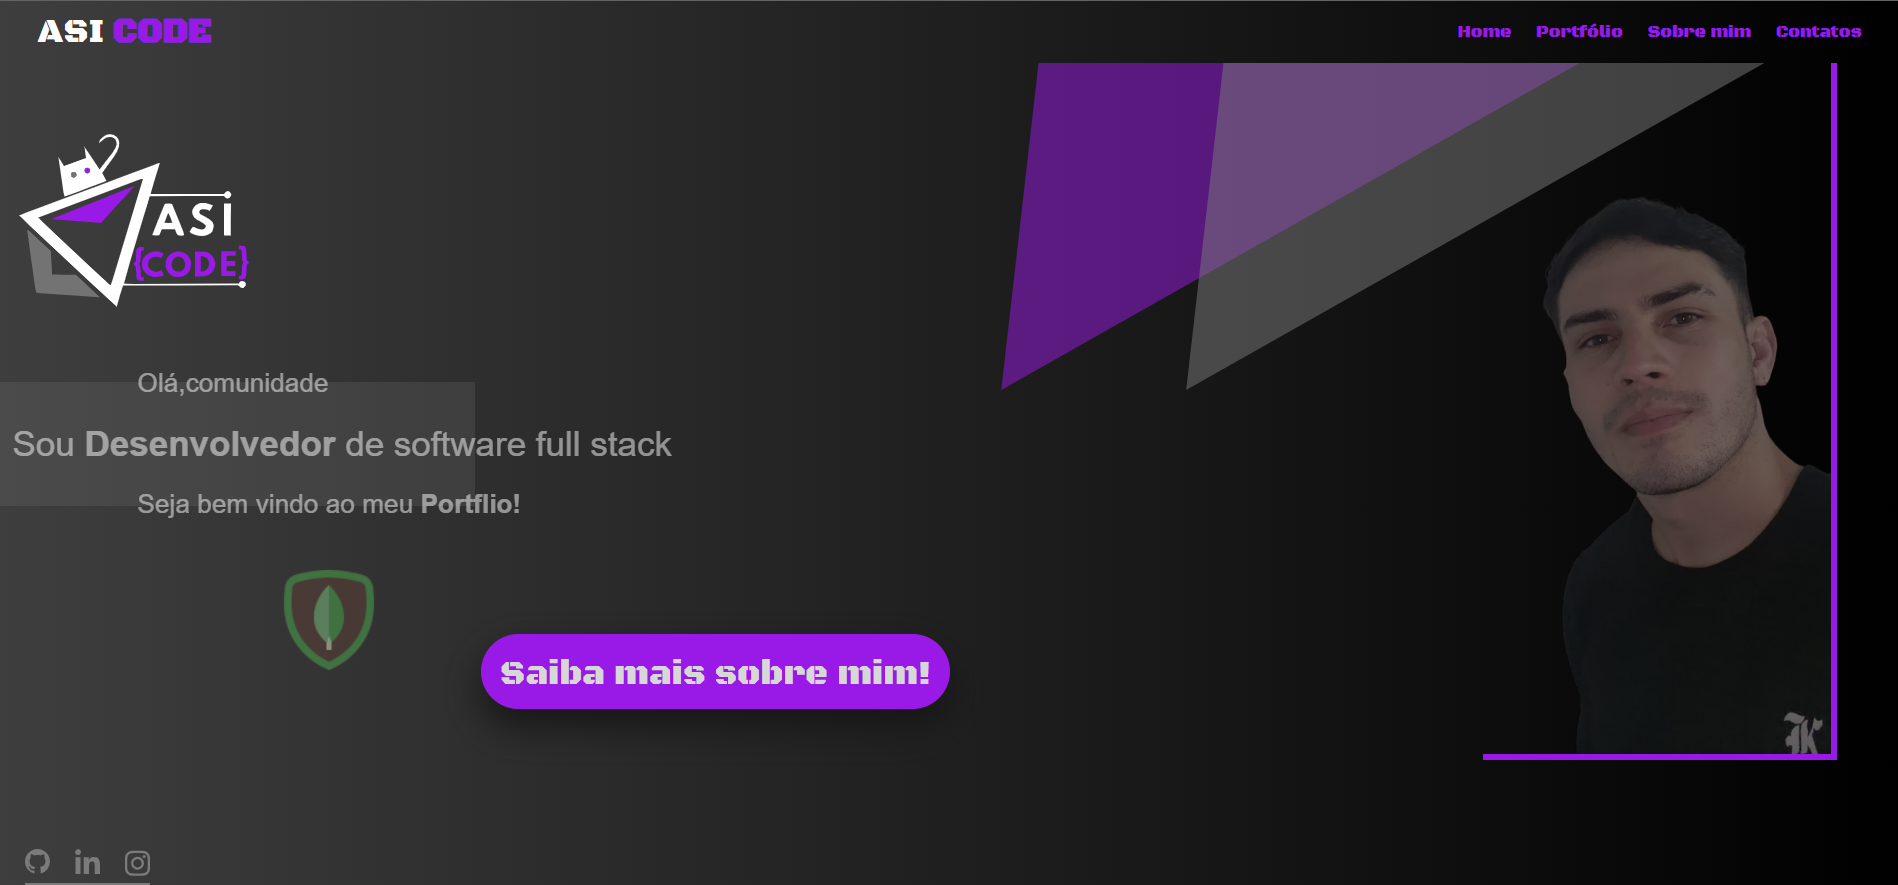 ASI CODE
Home Portfólio Sobre mim Contatos
ASI
{CODE}
Olá,comunidade
Sou Desenvolvedor de software full stack
Seja bem vindo ao meu Portflio!
Saiba mais sobre mim!
K
in